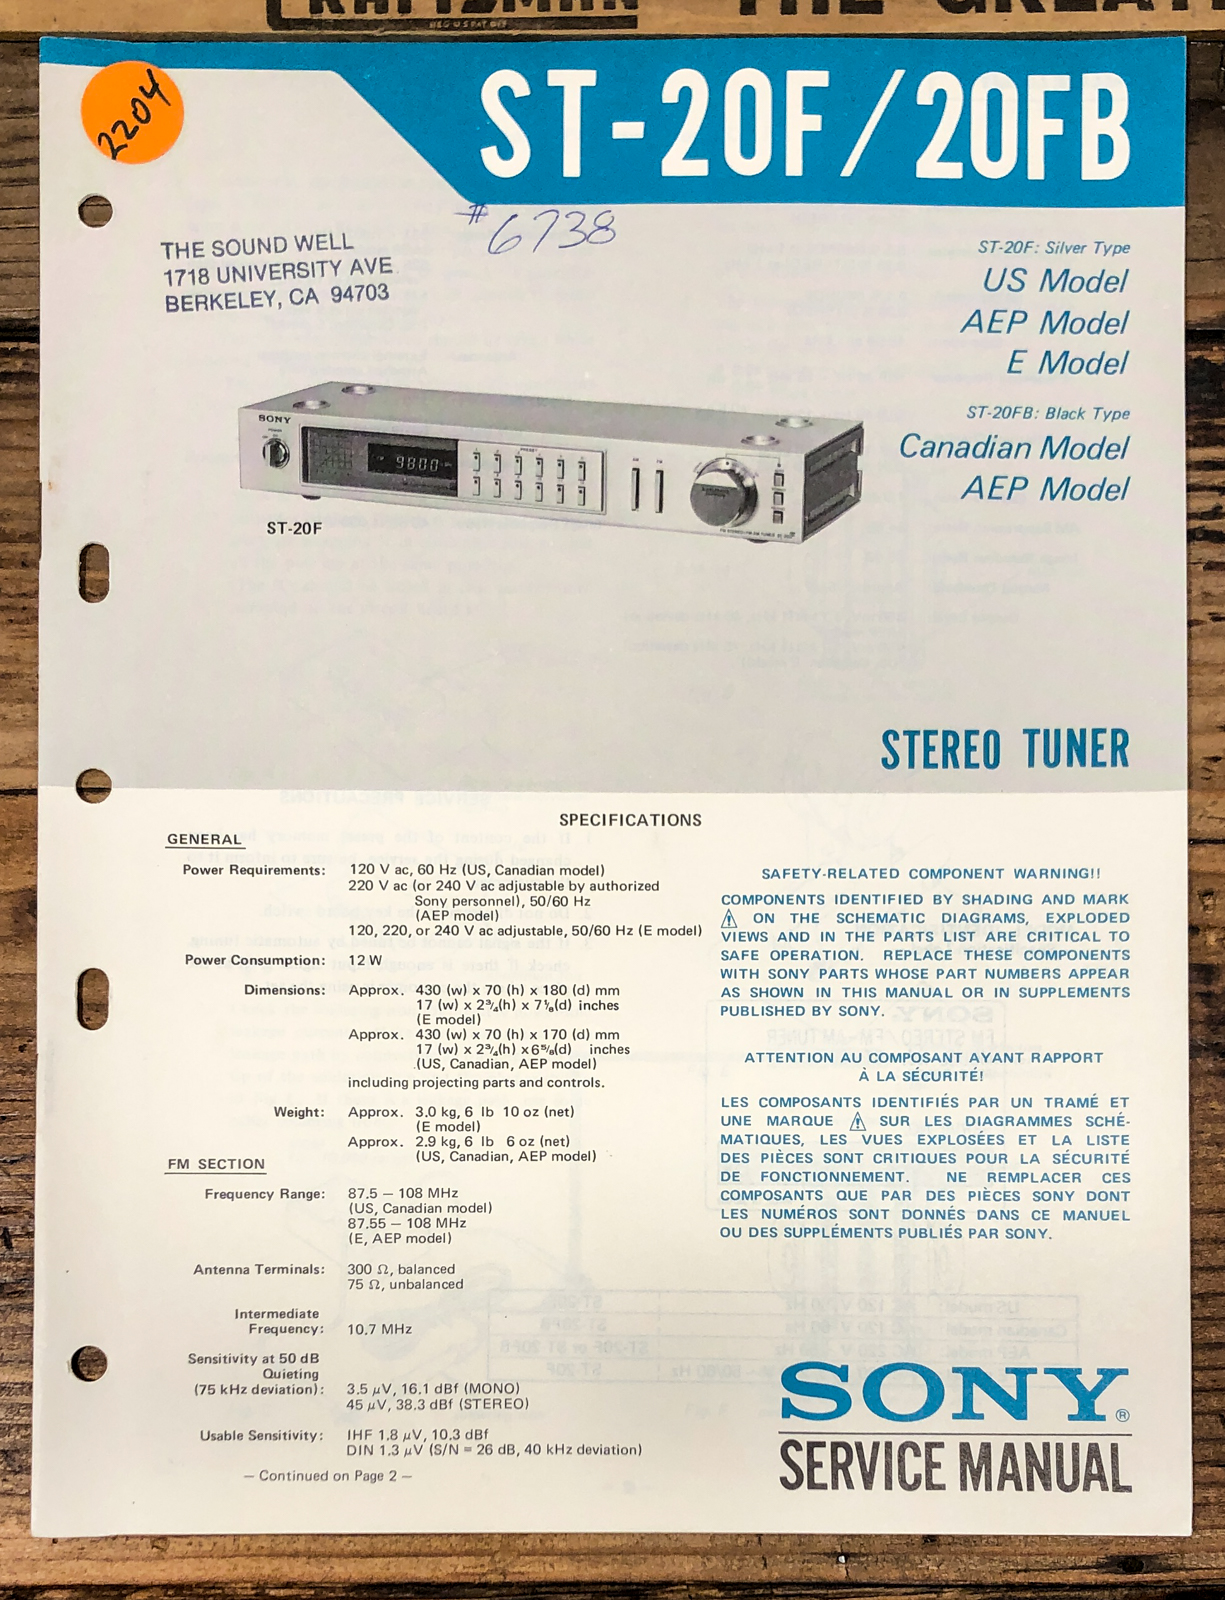 THE GREAT
REG U S PAT OFF
2204
ST-20F/20FB
#6738
THE SOUND WELL
1718 UNIVERSITY AVE.
BERKELEY, CA 94703
ST-20F: Silver Type
US Model
AEP Model
E Model
ST-20FB: Black Type
Canadian Model
AEP Model
SONY
9800
ST-20F
STEREO TUNER
SPECIFICATIONS
GENERAL
Power Requirements: 120 V ac, 60 Hz (US, Canadian model)
220 V ac (or 240 V ac adjustable by authorized
Sony personnel), 50/60 Hz
(AEP model)
120, 220, or 240 V ac adjustable, 50/60 Hz (E model)
Power Consumption: 12 W
Dimensions: Approx. 430 (w) x 70 (h) x 180 (d) mm
17 (w) x 2¾(h) x 7⅛(d) inches
(E model)
Approx. 430 (w) x 70 (h) x 170 (d) mm
17 (w) x 2¾(h) x 6⅝(d) inches
(US, Canadian, AEP model)
including projecting parts and controls.
Weight: Approx. 3.0 kg, 6 lb 10 oz (net)
(E model)
Approx. 2.9 kg, 6 lb 6 oz (net)
(US, Canadian, AEP model)
FM SECTION
Frequency Range: 87.5 – 108 MHz
(US, Canadian model)
87.55 – 108 MHz
(E, AEP model)
Antenna Terminals: 300 Ω, balanced
75 Ω, unbalanced
Intermediate
Frequency: 10.7 MHz
Sensitivity at 50 dB
Quieting
(75 kHz deviation): 3.5 µV, 16.1 dBf (MONO)
45 µV, 38.3 dBf (STEREO)
Usable Sensitivity: IHF 1.8 µV, 10.3 dBf
DIN 1.3 µV (S/N = 26 dB, 40 kHz deviation)
– Continued on Page 2 –
SAFETY-RELATED COMPONENT WARNING!!
COMPONENTS IDENTIFIED BY SHADING AND MARK
⚠ ON THE SCHEMATIC DIAGRAMS, EXPLODED
VIEWS AND IN THE PARTS LIST ARE CRITICAL TO
SAFE OPERATION. REPLACE THESE COMPONENTS
WITH SONY PARTS WHOSE PART NUMBERS APPEAR
AS SHOWN IN THIS MANUAL OR IN SUPPLEMENTS
PUBLISHED BY SONY.
ATTENTION AU COMPOSANT AYANT RAPPORT
À LA SÉCURITÉ!
LES COMPOSANTS IDENTIFIÉS PAR UN TRAMÉ ET
UNE MARQUE ⚠ SUR LES DIAGRAMMES SCHÉ-
MATIQUES, LES VUES EXPLOSÉES ET LA LISTE
DES PIÈCES SONT CRITIQUES POUR LA SÉCURITÉ
DE FONCTIONNEMENT. NE REMPLACER CES
COMPOSANTS QUE PAR DES PIÈCES SONY DONT
LES NUMÉROS SONT DONNÉS DANS CE MANUEL
OU DES SUPPLÉMENTS PUBLIÉS PAR SONY.
SONY®
SERVICE MANUAL